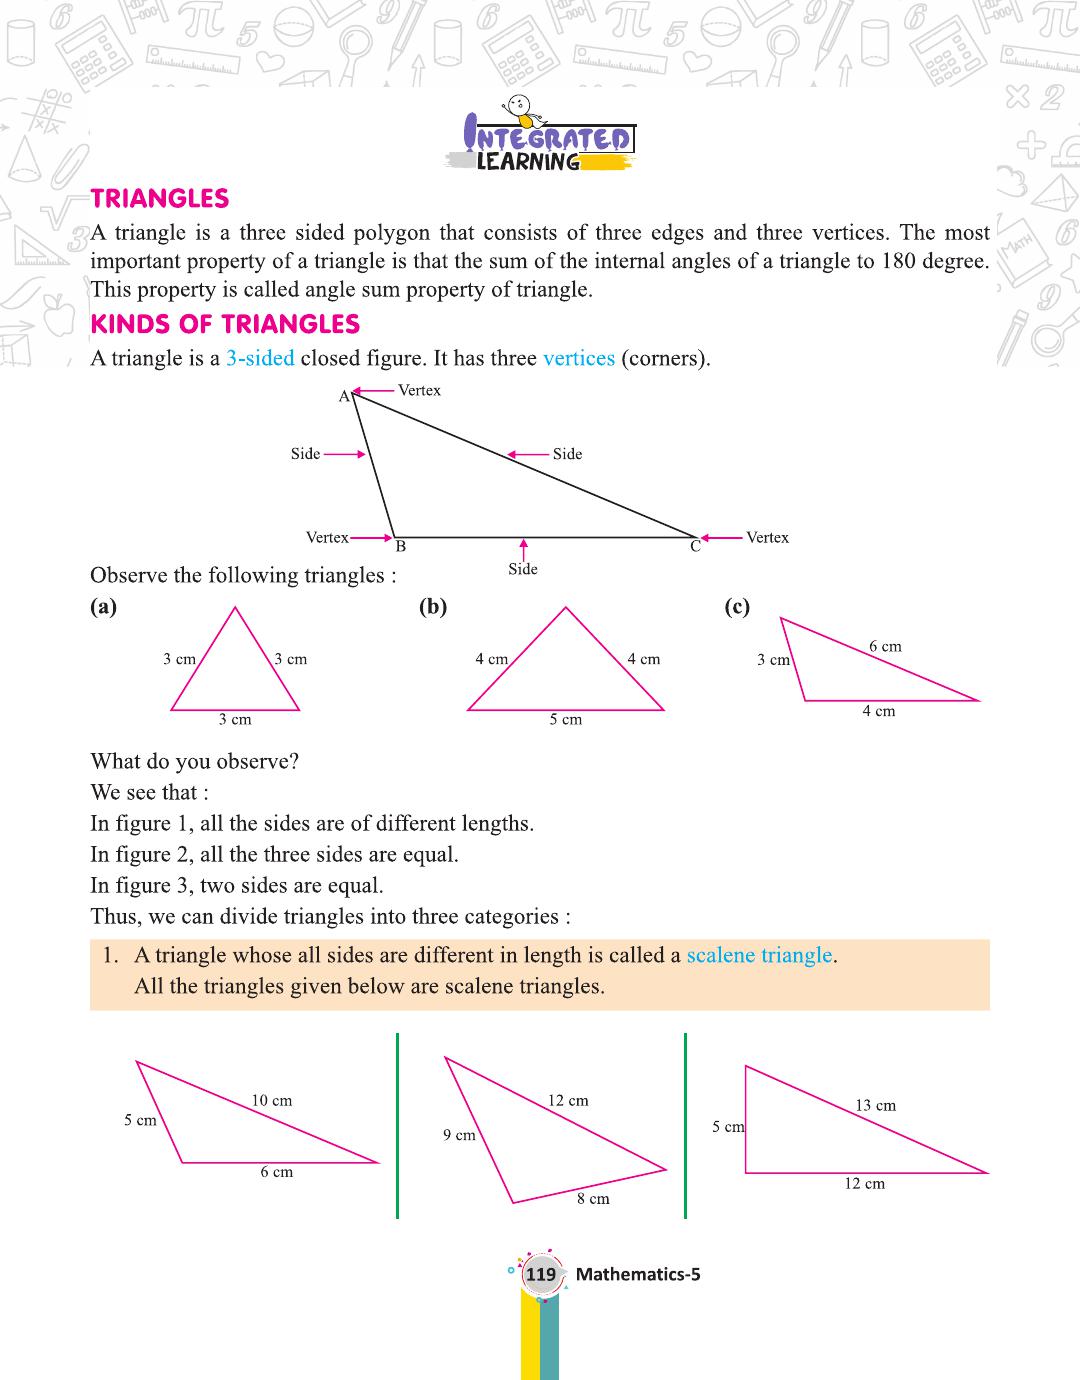 INTEGRATED
LEARNING
TRIANGLES
A triangle is a three sided polygon that consists of three edges and three vertices. The most
important property of a triangle is that the sum of the internal angles of a triangle to 180 degree.
This property is called angle sum property of triangle.
KINDS OF TRIANGLES
A triangle is a 3-sided closed figure. It has three vertices (corners).
A Vertex
Side Side
Vertex B C Vertex
Side
Observe the following triangles :
(a) (b) (c)
3 cm 3 cm 4 cm 4 cm 3 cm 6 cm
3 cm 5 cm 4 cm
What do you observe?
We see that :
In figure 1, all the sides are of different lengths.
In figure 2, all the three sides are equal.
In figure 3, two sides are equal.
Thus, we can divide triangles into three categories :
1. A triangle whose all sides are different in length is called a scalene triangle.
All the triangles given below are scalene triangles.
5 cm 10 cm 9 cm 12 cm 5 cm 13 cm
6 cm 8 cm 12 cm
119 Mathematics-5